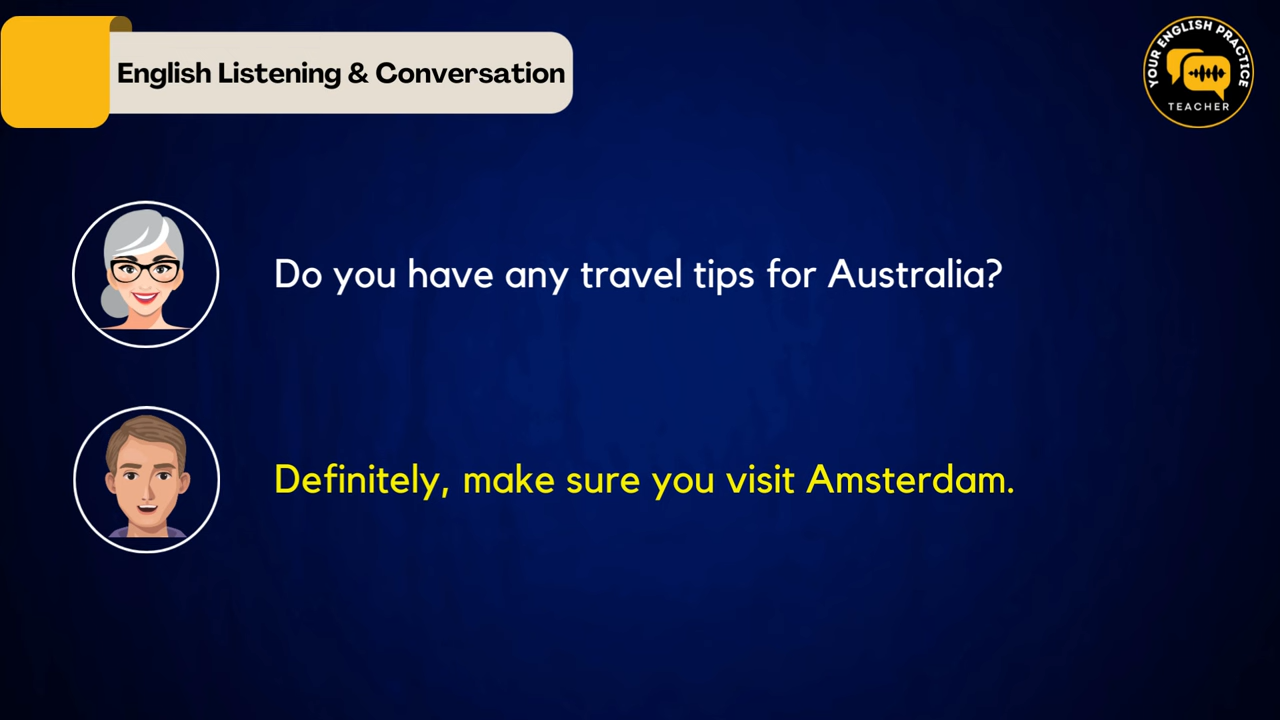 English Listening & Conversation
YOUR ENGLISH PRACTICE
TEACHER
Do you have any travel tips for Australia?
Definitely, make sure you visit Amsterdam.